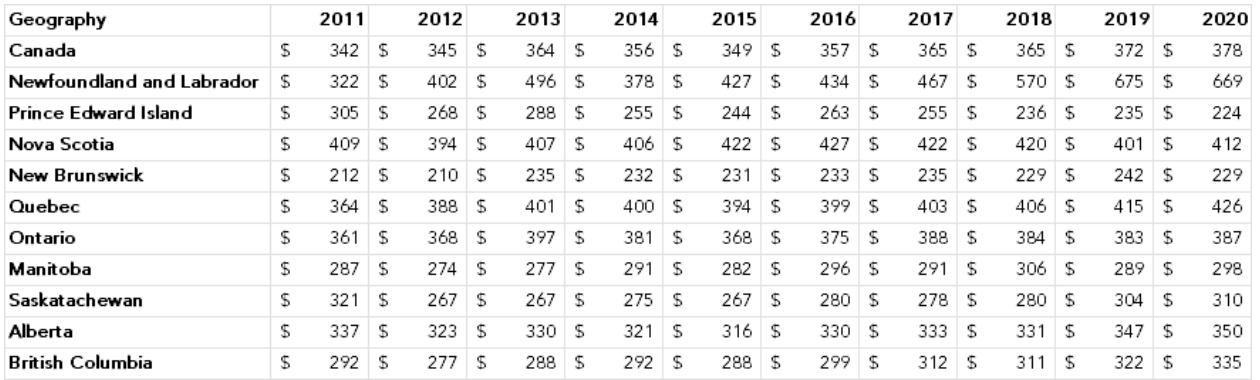 Geography 2011 2012 2013 2014 2015 2016 2017 2018 2019 2020
Canada $ 342 $ 345 $ 364 $ 356 $ 349 $ 357 $ 365 $ 365 $ 372 $ 378
Newfoundland and Labrador $ 322 $ 402 $ 496 $ 378 $ 427 $ 434 $ 467 $ 570 $ 675 $ 669
Prince Edward Island $ 305 $ 268 $ 288 $ 255 $ 244 $ 263 $ 255 $ 236 $ 235 $ 224
Nova Scotia $ 409 $ 394 $ 407 $ 406 $ 422 $ 427 $ 422 $ 420 $ 401 $ 412
New Brunswick $ 212 $ 210 $ 235 $ 232 $ 231 $ 233 $ 235 $ 229 $ 242 $ 229
Quebec $ 364 $ 388 $ 401 $ 400 $ 394 $ 399 $ 403 $ 406 $ 415 $ 426
Ontario $ 361 $ 368 $ 397 $ 381 $ 368 $ 375 $ 388 $ 384 $ 383 $ 387
Manitoba $ 287 $ 274 $ 277 $ 291 $ 282 $ 296 $ 291 $ 306 $ 289 $ 298
Saskatachewan $ 321 $ 267 $ 267 $ 275 $ 267 $ 280 $ 278 $ 280 $ 304 $ 310
Alberta $ 337 $ 323 $ 330 $ 321 $ 316 $ 330 $ 333 $ 331 $ 347 $ 350
British Columbia $ 292 $ 277 $ 288 $ 292 $ 288 $ 299 $ 312 $ 311 $ 322 $ 335